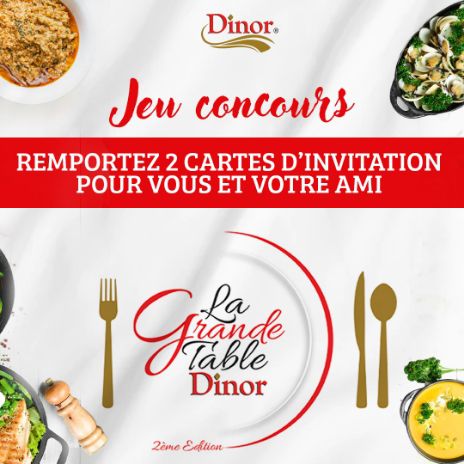 Dinor®
Jeu concours
REMPORTEZ 2 CARTES D'INVITATION
POUR VOUS ET VOTRE AMI
La
Grande
Table
Dinor
2ème Edition